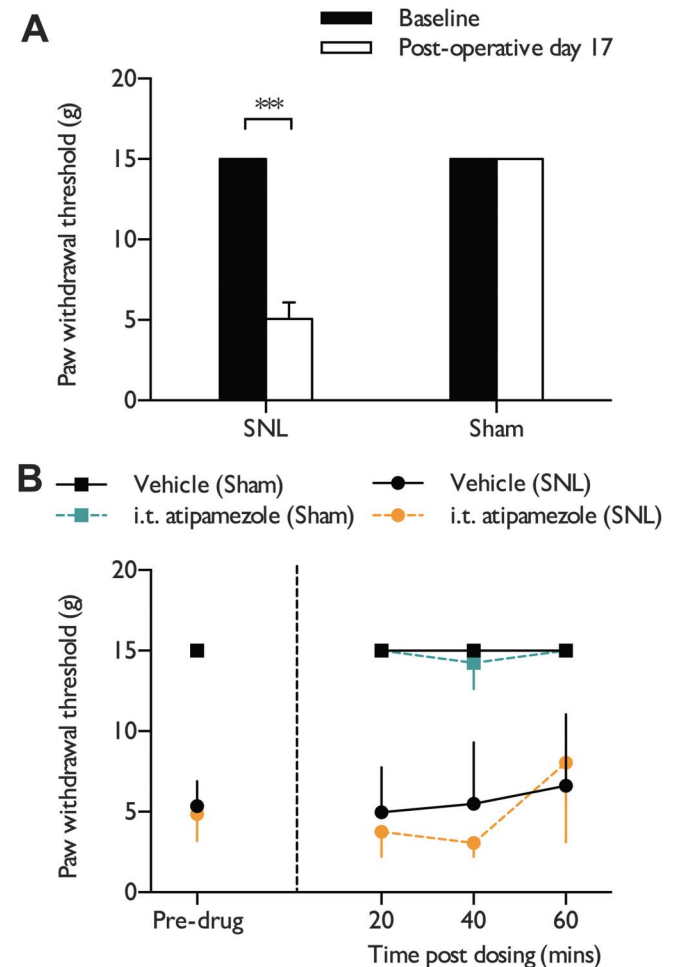 A
Baseline
Post-operative day 17
Paw withdrawal threshold (g)
20
15
10
5
0
***
SNL
Sham
B
Vehicle (Sham)
Vehicle (SNL)
i.t. atipamezole (Sham)
i.t. atipamezole (SNL)
Paw withdrawal threshold (g)
20
15
10
5
0
Pre-drug
20
40
60
Time post dosing (mins)